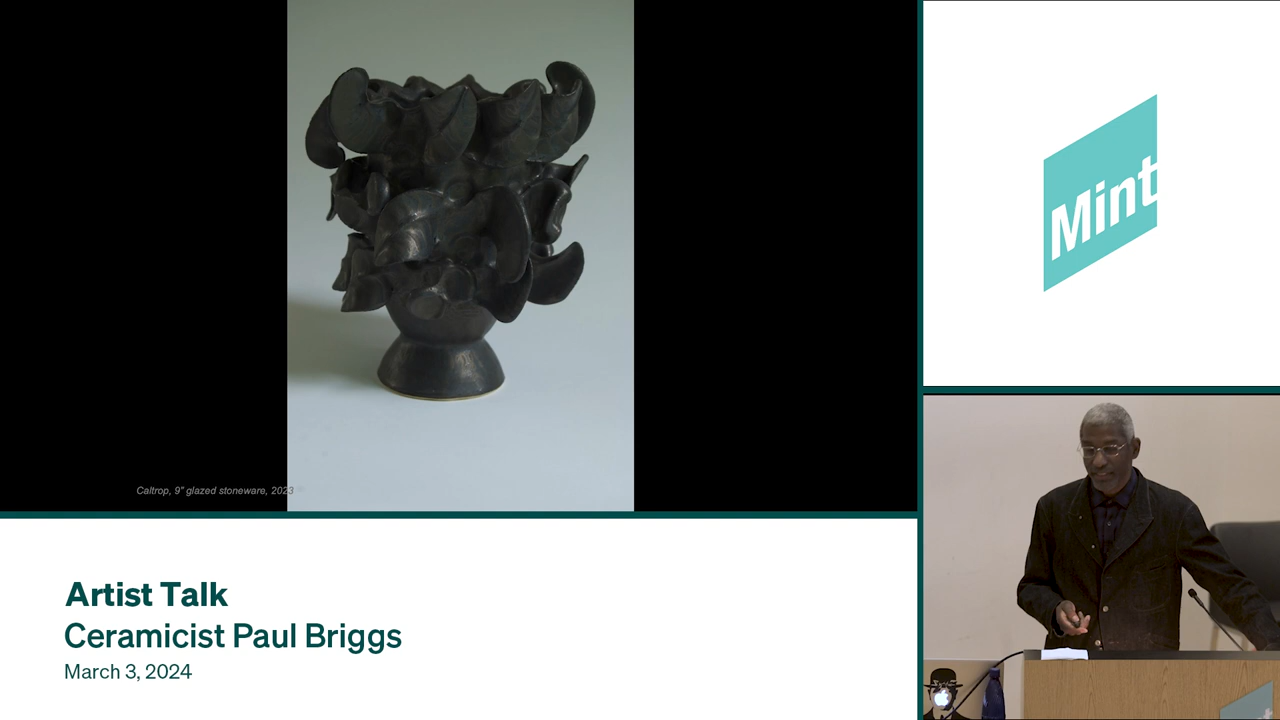 Caltrop, 9" glazed stoneware, 2023
Mint
Artist Talk
Ceramicist Paul Briggs
March 3, 2024